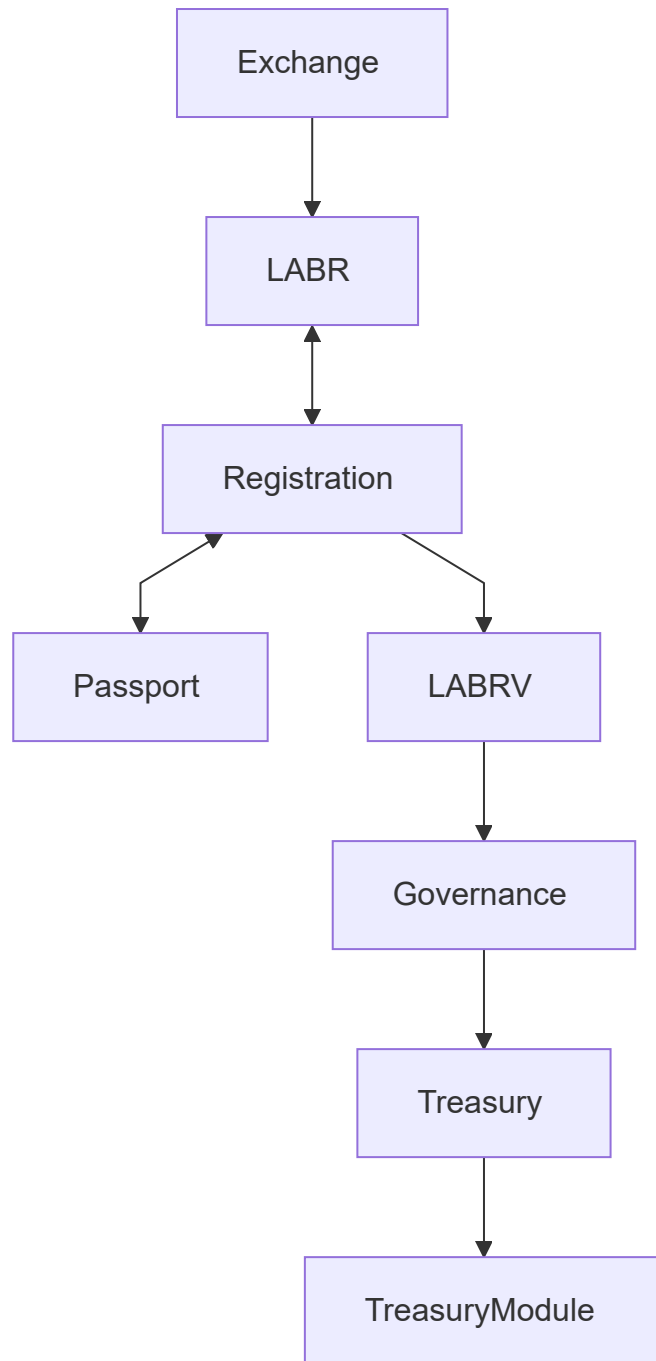 Exchange
LABR
Registration
Passport
LABRV
Governance
Treasury
TreasuryModule